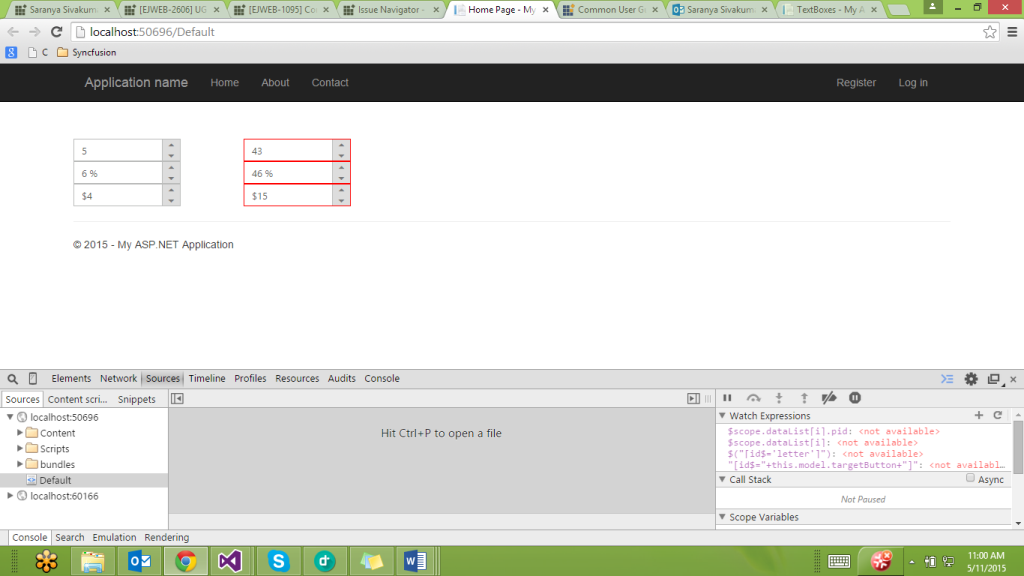 Saranya Sivakum
[EJWEB-2606] UG
[EJWEB-1095] Co
Issue Navigator -
Home Page - My
Common User G
Saranya Sivakum
TextBoxes - My A
localhost:50696/Default
C
Syncfusion
Application name Home About Contact Register Log in
5 43
6 % 46 %
$4 $15
© 2015 - My ASP.NET Application
Elements Network Sources Timeline Profiles Resources Audits Console
Sources Content scri... Snippets
localhost:50696
Content
Scripts
bundles
Default
localhost:60166
Hit Ctrl+P to open a file
Watch Expressions
$scope.dataList[i].pid: <not available>
$scope.dataList[i]: <not available>
$("[id$='letter']"): <not available>
"[id$="+this.model.targetButton+"]": <not availabl…
Call Stack Async
Not Paused
Scope Variables
Console Search Emulation Rendering
11:00 AM
5/11/2015